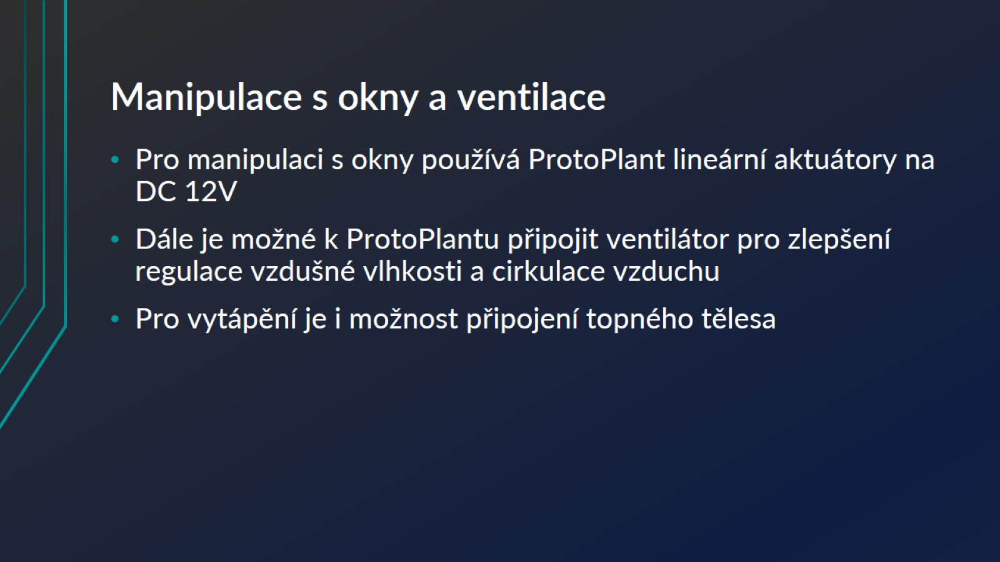 Manipulace s okny a ventilace
• Pro manipulaci s okny používá ProtoPlant lineární aktuátory na
DC 12V
• Dále je možné k ProtoPlantu připojit ventilátor pro zlepšení
regulace vzdušné vlhkosti a cirkulace vzduchu
• Pro vytápění je i možnost připojení topného tělesa